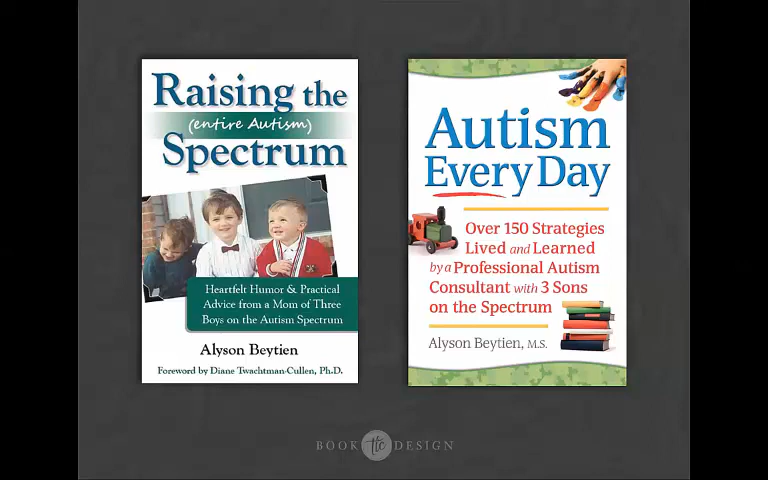 Raising the
(entire Autism)
Spectrum
Heartfelt Humor & Practical
Advice from a Mom of Three
Boys on the Autism Spectrum
Alyson Beytien
Foreword by Diane Twachtman-Cullen, Ph.D.
Autism
Every Day
Over 150 Strategies
Lived and Learned
by a Professional Autism
Consultant with 3 Sons
on the Spectrum
Alyson Beytien, M.S.
BOOK tlc DESIGN